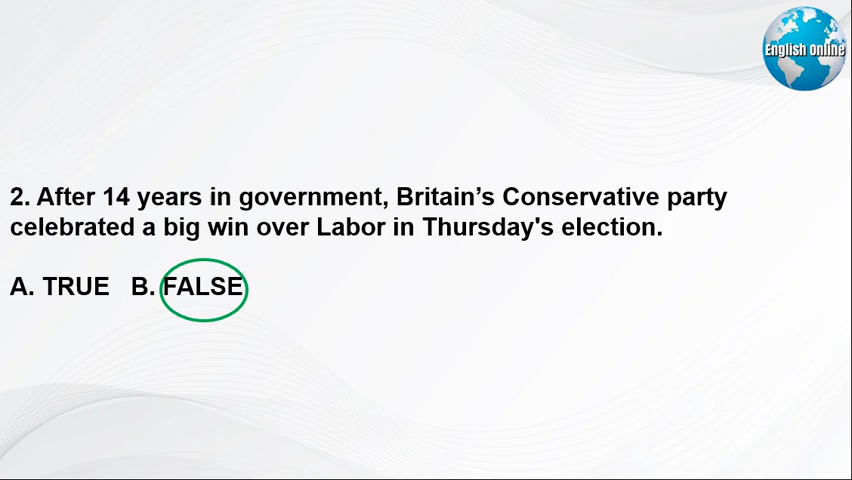 English Online
2. After 14 years in government, Britain’s Conservative party
celebrated a big win over Labor in Thursday's election.
A. TRUE B. FALSE